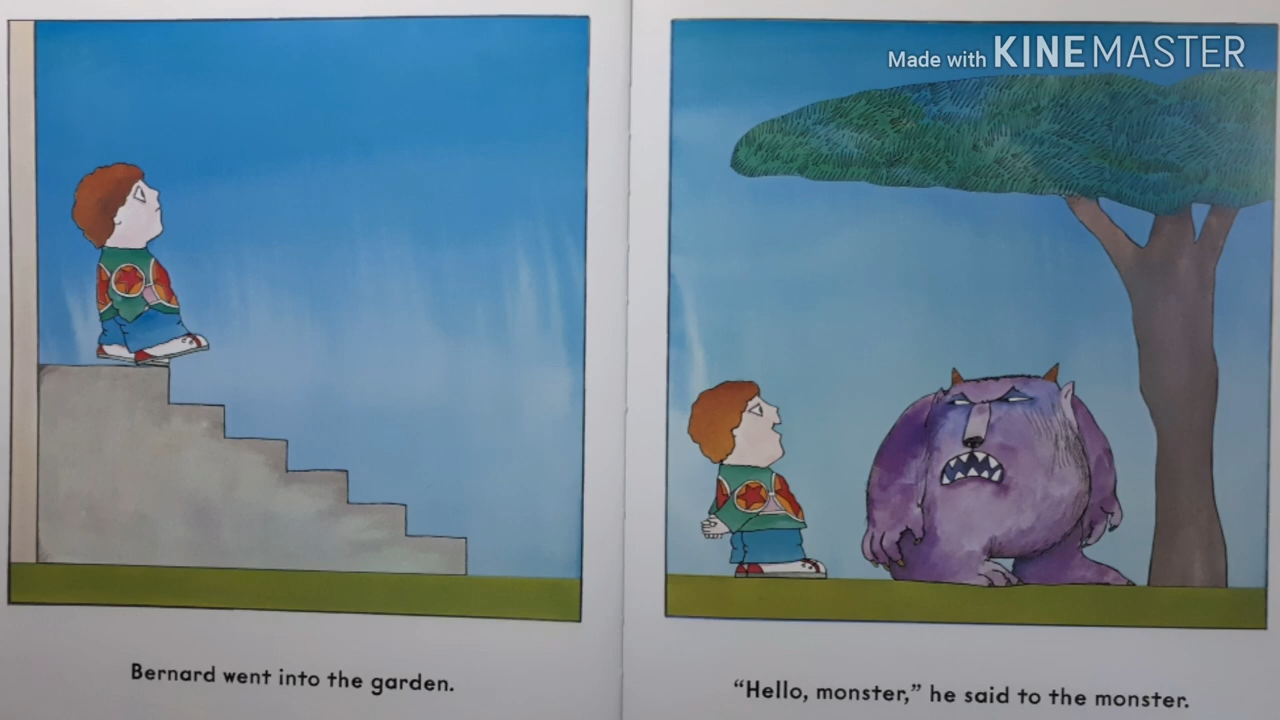 Made with KINEMASTER
Bernard went into the garden.
“Hello, monster,” he said to the monster.